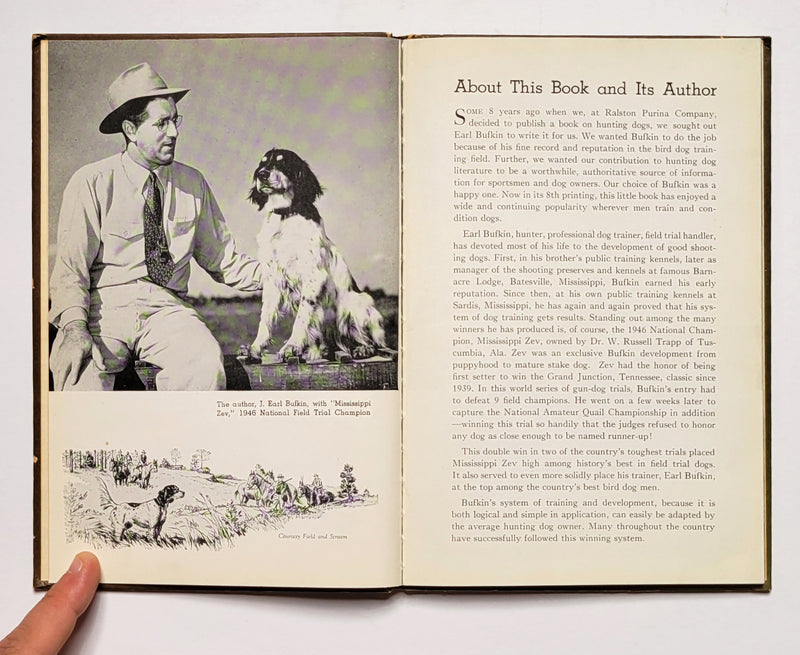 The author, J. Earl Bufkin, with "Mississippi
Zev," 1946 National Field Trial Champion
Courtesy Field and Stream
About This Book and Its Author
SOME 8 years ago when we, at Ralston Purina Company,
decided to publish a book on hunting dogs, we sought out
Earl Bufkin to write it for us. We wanted Bufkin to do the job
because of his fine record and reputation in the bird dog train-
ing field. Further, we wanted our contribution to hunting dog
literature to be a worthwhile, authoritative source of informa-
tion for sportsmen and dog owners. Our choice of Bufkin was a
happy one. Now in its 8th printing, this little book has enjoyed a
wide and continuing popularity wherever men train and con-
dition dogs.
Earl Bufkin, hunter, professional dog trainer, field trial handler,
has devoted most of his life to the development of good shoot-
ing dogs. First, in his brother's public training kennels, later as
manager of the shooting preserves and kennels at famous Barn-
acre Lodge, Batesville, Mississippi, Bufkin earned his early
reputation. Since then, at his own public training kennels at
Sardis, Mississippi, he has again and again proved that his sys-
tem of dog training gets results. Standing out among the many
winners he has produced is, of course, the 1946 National Cham-
pion, Mississippi Zev, owned by Dr. W. Russell Trapp of Tus-
cumbia, Ala. Zev was an exclusive Bufkin development from
puppyhood to mature stake dog. Zev had the honor of being
first setter to win the Grand Junction, Tennessee, classic since
1939. In this world series of gun-dog trials, Bufkin's entry had
to defeat 9 field champions. He went on a few weeks later to
capture the National Amateur Quail Championship in addition
—winning this trial so handily that the judges refused to honor
any dog as close enough to be named runner-up!
This double win in two of the country's toughest trials placed
Mississippi Zev high among history's best in field trial dogs.
It also served to even more solidly place his trainer, Earl Bufkin,
at the top among the country's best bird dog men.
Bufkin's system of training and development, because it is
both logical and simple in application, can easily be adapted by
the average hunting dog owner. Many throughout the country
have successfully followed this winning system.